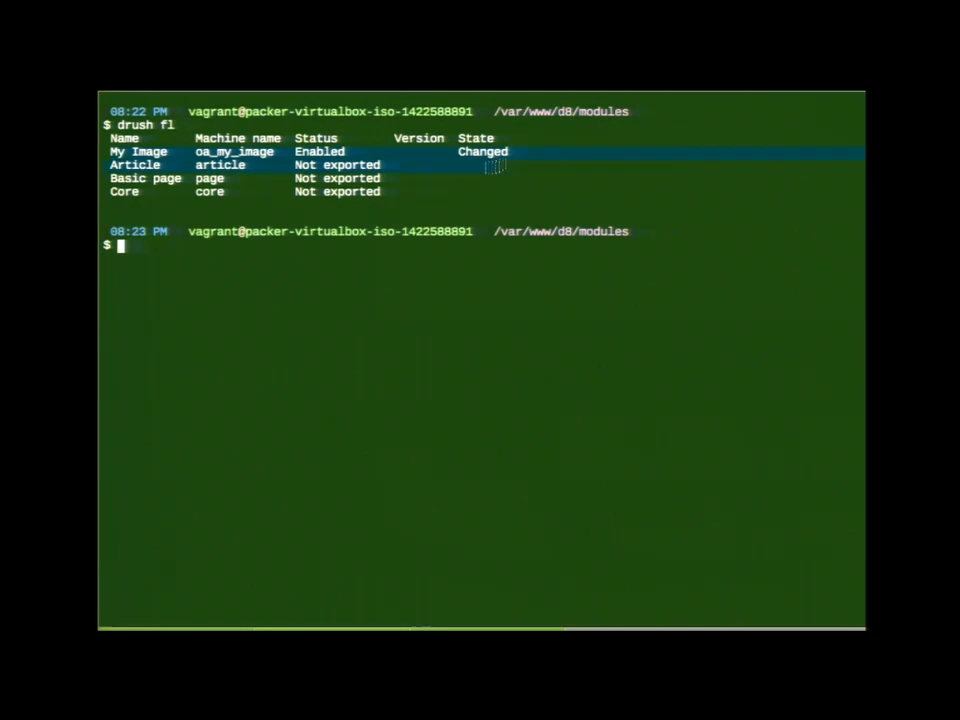 08:22 PM vagrant@packer-virtualbox-iso-1422588891 /var/www/d8/modules
$ drush fl
Name Machine name Status Version State
My Image oa_my_image Enabled Changed
Article article Not exported
Basic page page Not exported
Core core Not exported
08:23 PM vagrant@packer-virtualbox-iso-1422588891 /var/www/d8/modules
$